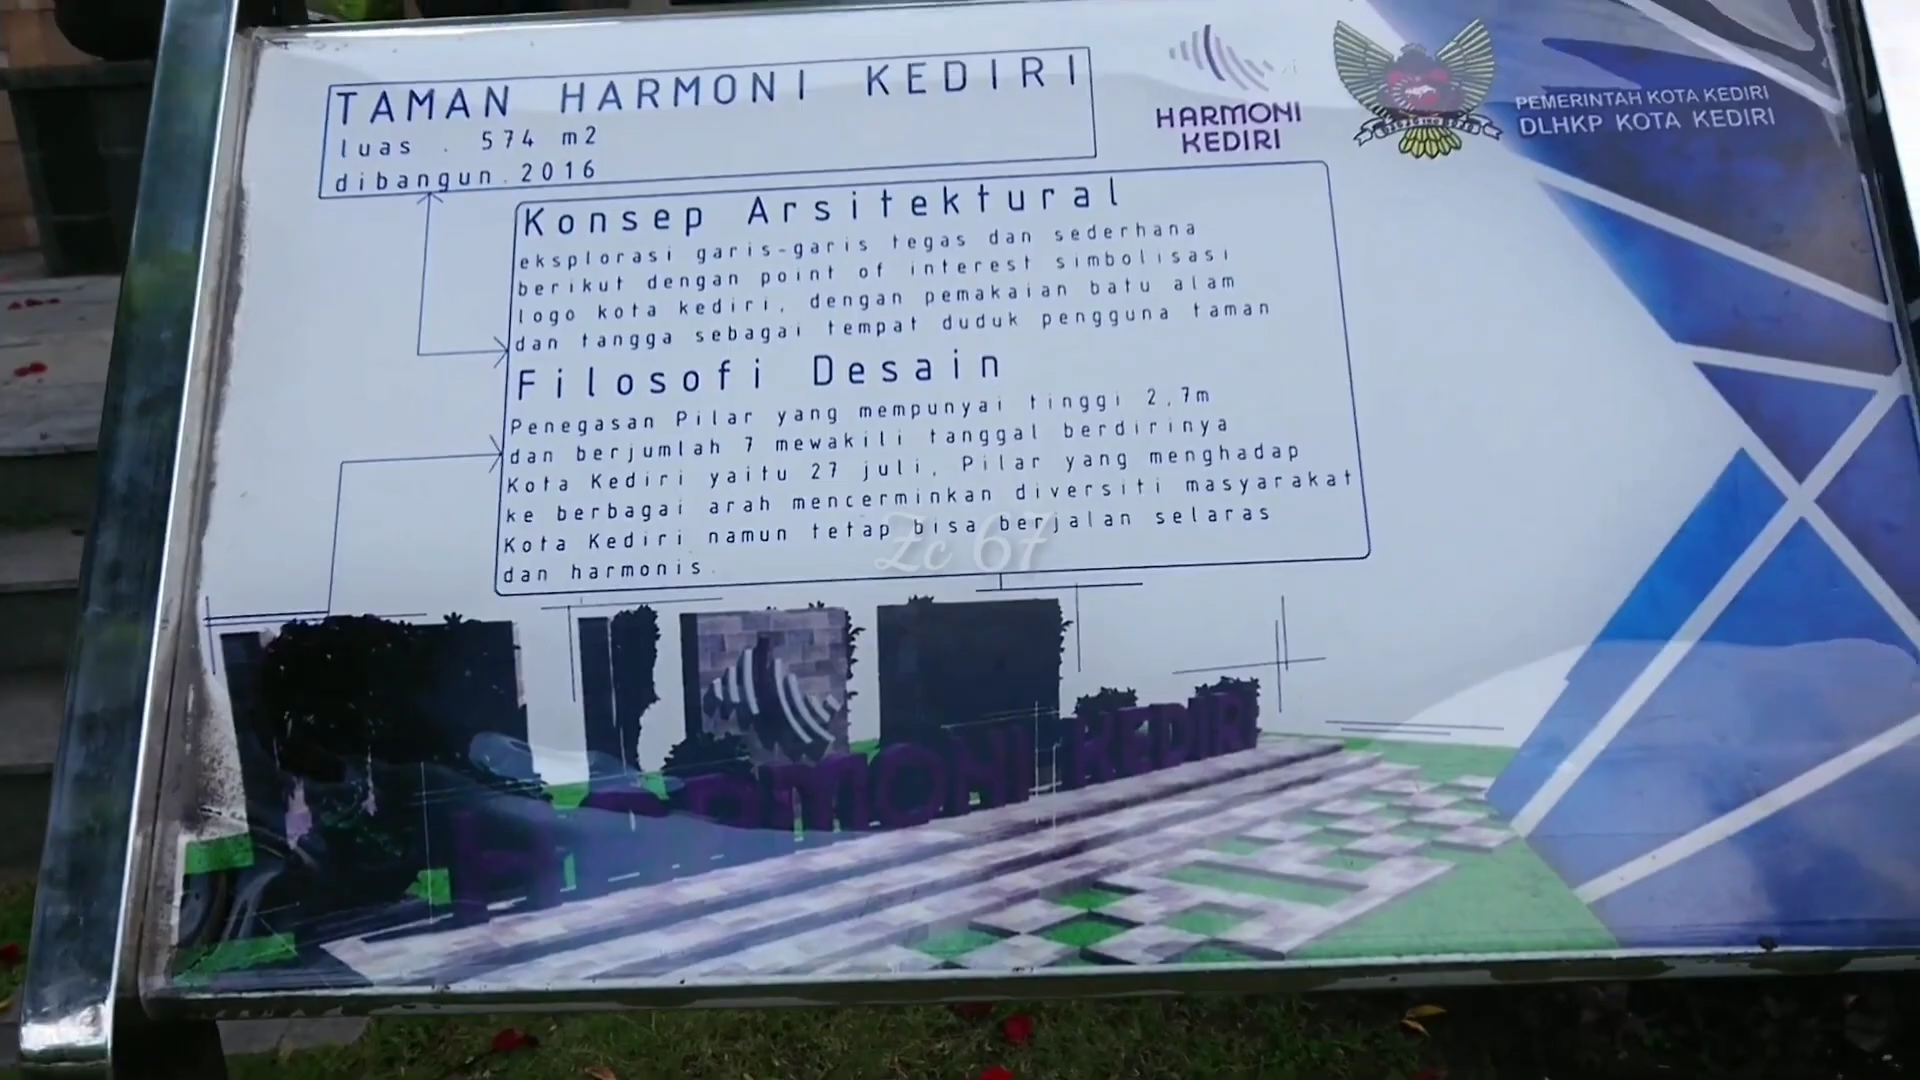 TAMAN HARMONI KEDIRI
luas . 574 m2
dibangun.2016
HARMONI
KEDIRI
PEMERINTAH KOTA KEDIRI
DLHKP KOTA KEDIRI
Konsep Arsitektural
eksplorasi garis-garis tegas dan sederhana
berikut dengan point of interest simbolisasi
logo kota kediri, dengan pemakaian batu alam
dan tangga sebagai tempat duduk pengguna taman
Filosofi Desain
Penegasan Pilar yang mempunyai tinggi 2,7m
dan berjumlah 7 mewakili tanggal berdirinya
Kota Kediri yaitu 27 juli, Pilar yang menghadap
ke berbagai arah mencerminkan diversiti masyarakat
Kota Kediri namun tetap bisa berjalan selaras
dan harmonis.
Zc 67
HARMONI KEDIRI